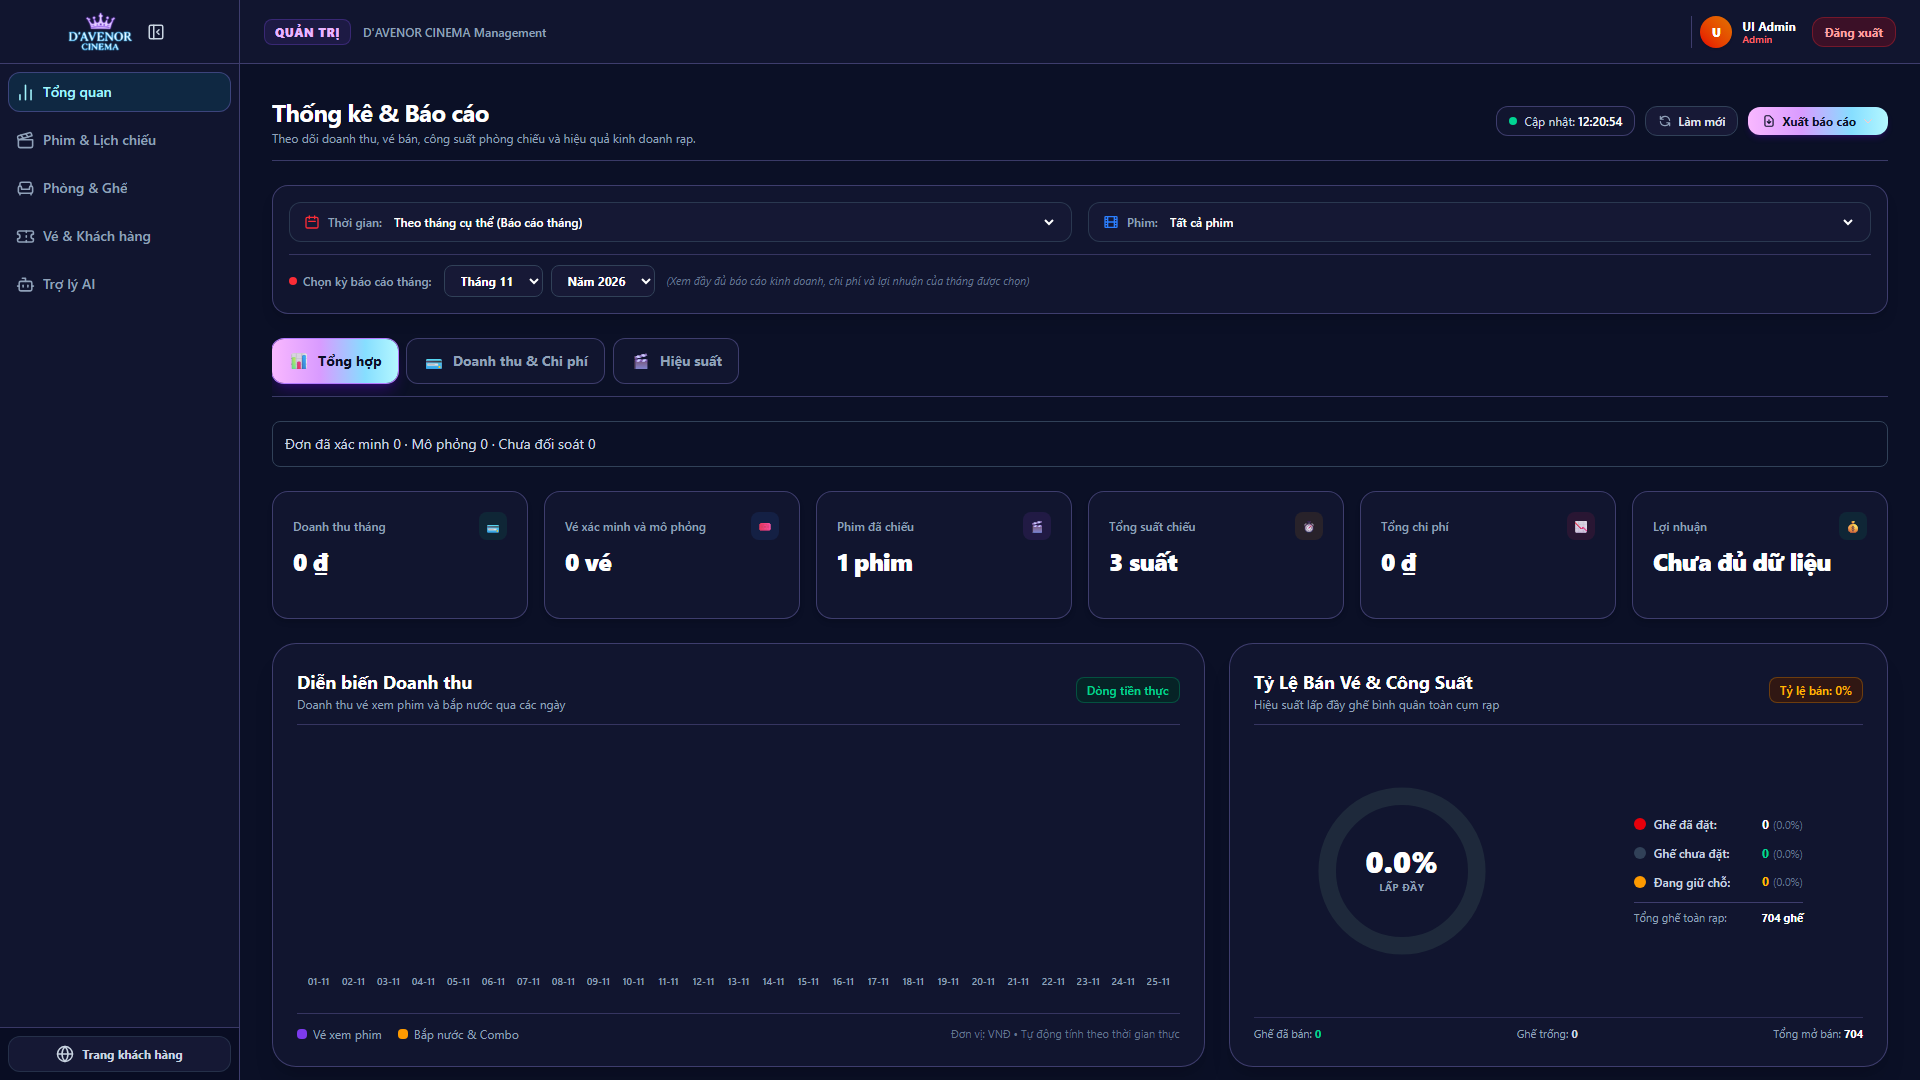 D'AVENOR
CINEMA
QUẢN TRỊ
D'AVENOR CINEMA Management
U
UI Admin
Admin
Đăng xuất
Tổng quan
Phim & Lịch chiếu
Phòng & Ghế
Vé & Khách hàng
Trợ lý AI
Trang khách hàng
Thống kê & Báo cáo
Theo dõi doanh thu, vé bán, công suất phòng chiếu và hiệu quả kinh doanh rạp.
Cập nhật: 12:20:54
Làm mới
Xuất báo cáo
Thời gian: Theo tháng cụ thể (Báo cáo tháng)
Phim: Tất cả phim
Chọn kỳ báo cáo tháng: Tháng 11 Năm 2026 (Xem đầy đủ báo cáo kinh doanh, chi phí và lợi nhuận của tháng được chọn)
Tổng hợp
Doanh thu & Chi phí
Hiệu suất
Đơn đã xác minh 0 · Mô phỏng 0 · Chưa đối soát 0
Doanh thu tháng
0 ₫
Vé xác minh và mô phỏng
0 vé
Phim đã chiếu
1 phim
Tổng suất chiếu
3 suất
Tổng chi phí
0 ₫
Lợi nhuận
Chưa đủ dữ liệu
Diễn biến Doanh thu
Doanh thu vé xem phim và bắp nước qua các ngày
Dòng tiền thực
01-11 02-11 03-11 04-11 05-11 06-11 07-11 08-11 09-11 10-11 11-11 12-11 13-11 14-11 15-11 16-11 17-11 18-11 19-11 20-11 21-11 22-11 23-11 24-11 25-11
Vé xem phim
Bắp nước & Combo
Đơn vị: VNĐ • Tự động tính theo thời gian thực
Tỷ Lệ Bán Vé & Công Suất
Hiệu suất lấp đầy ghế bình quân toàn cụm rạp
Tỷ lệ bán: 0%
0.0%
LẤP ĐẦY
Ghế đã đặt: 0 (0.0%)
Ghế chưa đặt: 0 (0.0%)
Đang giữ chỗ: 0 (0.0%)
Tổng ghế toàn rạp: 704 ghế
Ghế đã bán: 0
Ghế trống: 0
Tổng mở bán: 704